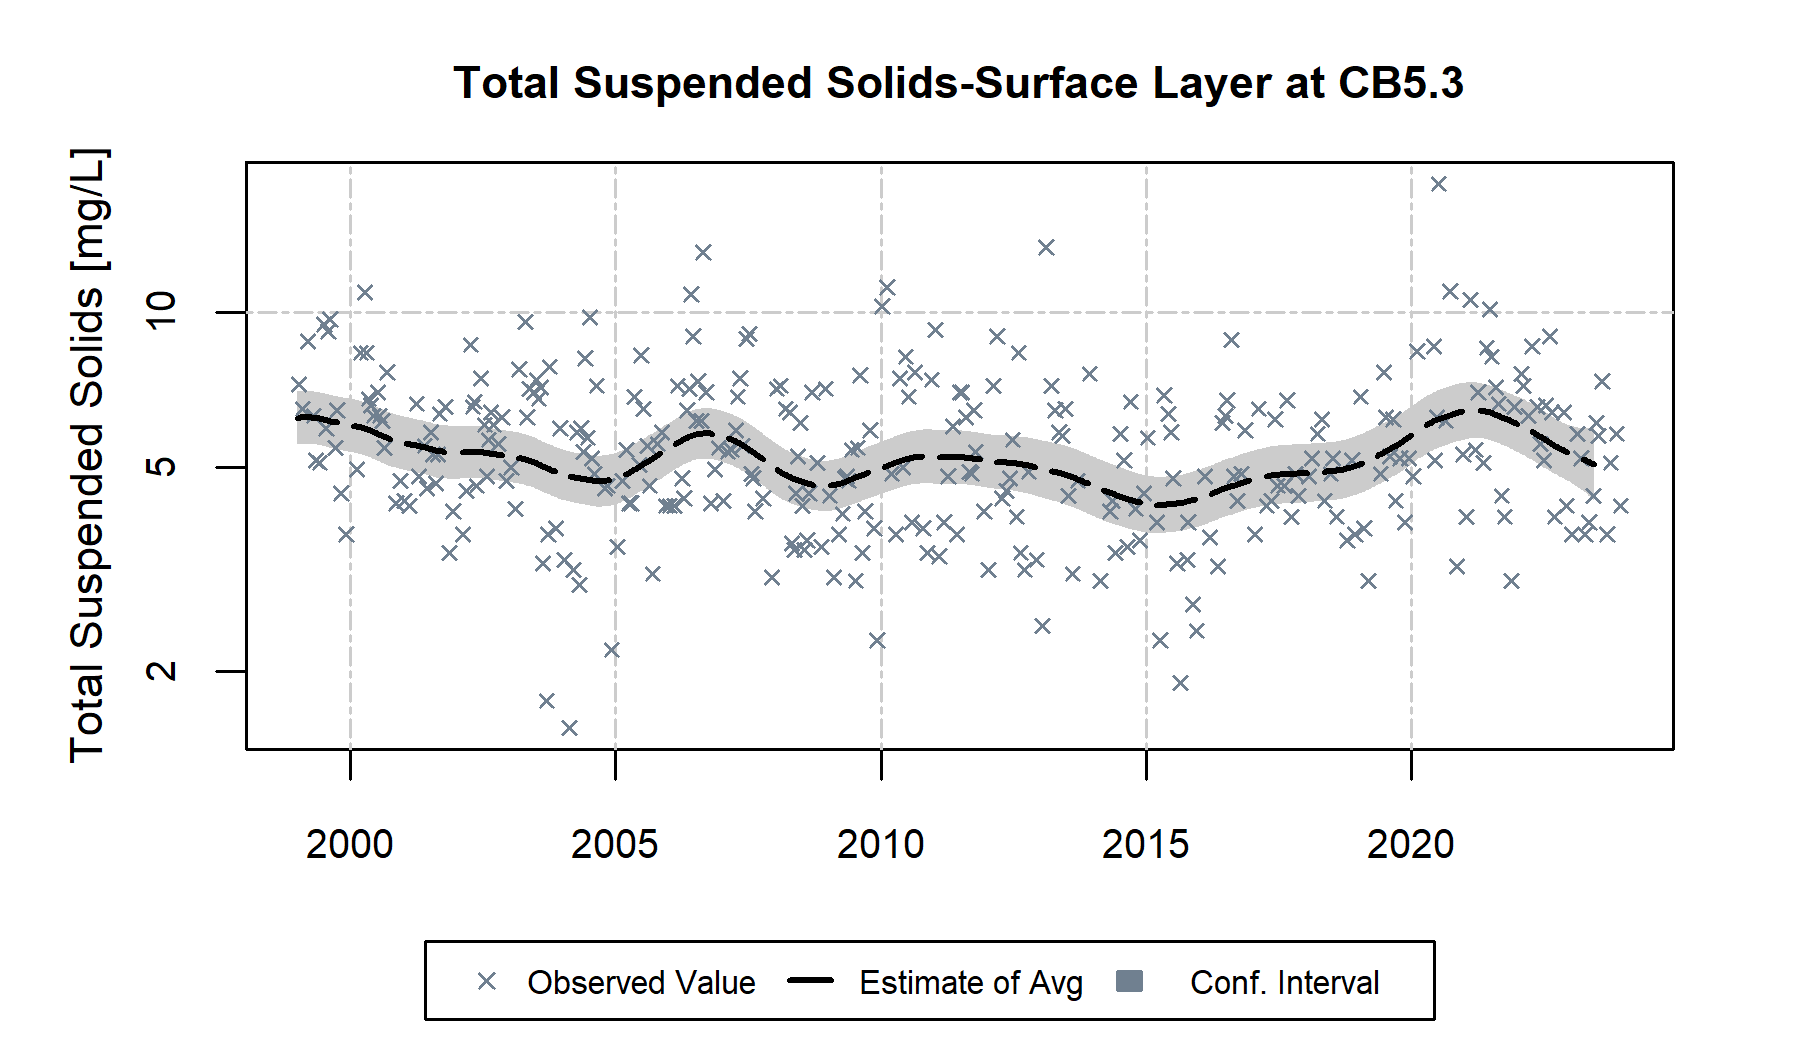 Total Suspended Solids-Surface Layer at CB5.3
Total Suspended Solids [mg/L]
10
5
2
2000 2005 2010 2015 2020
Observed Value Estimate of Avg Conf. Interval